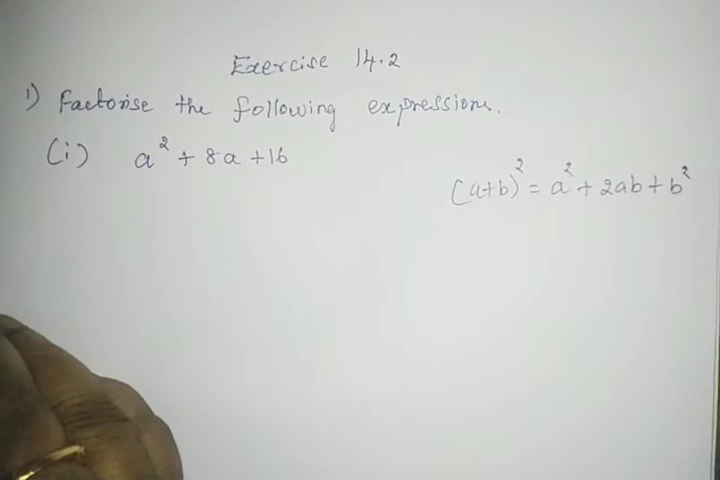 Exercise 14.2
1) Factorise the following expressions.
(i) a² + 8a + 16
(a+b)² = a² + 2ab + b²